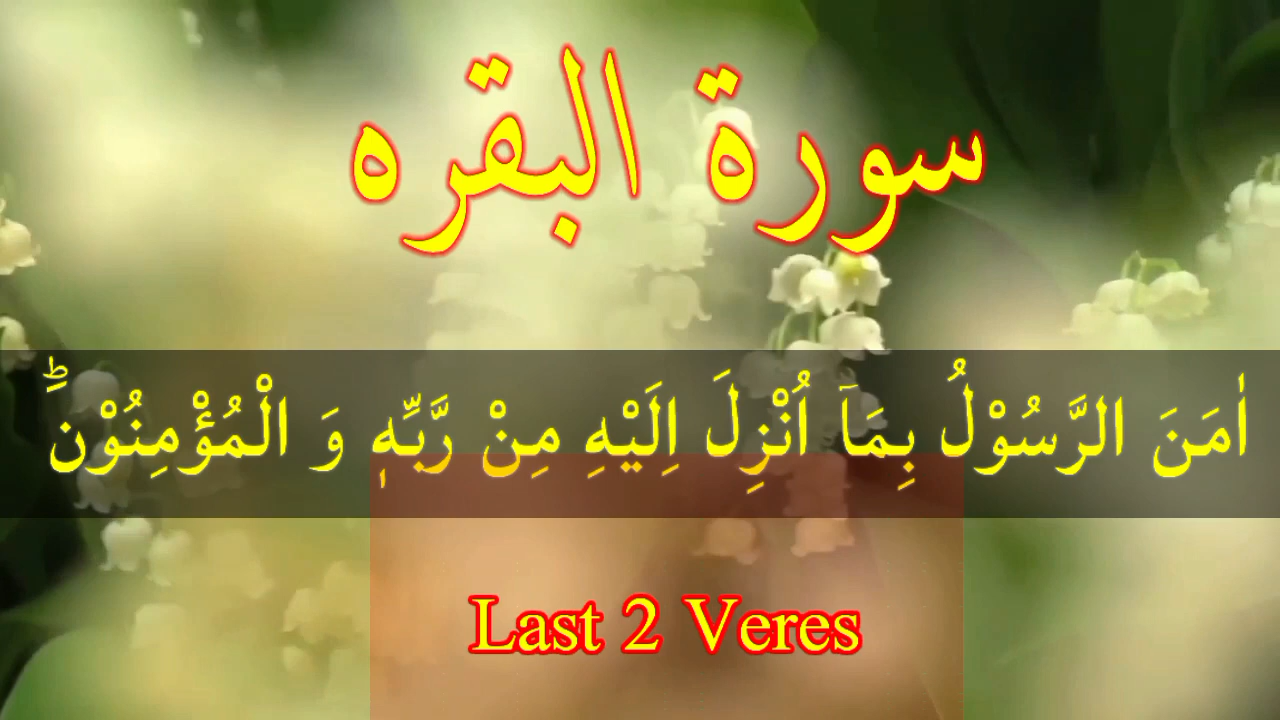 سورة البقره
اٰمَنَ الرَّسُوْلُ بِمَاۤ اُنْزِلَ اِلَيْهِ مِنْ رَّبِّهٖ وَ الْمُؤْمِنُوْنَؕ
Last 2 Veres